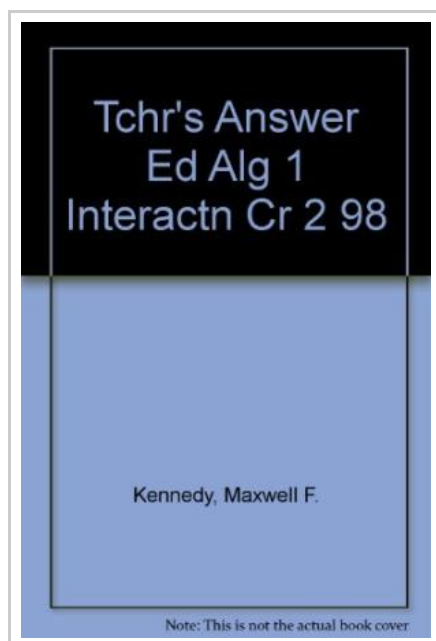 Tchr's Answer
Ed Alg 1
Interactn Cr 2 98
Kennedy, Maxwell F.
Note: This is not the actual book cover